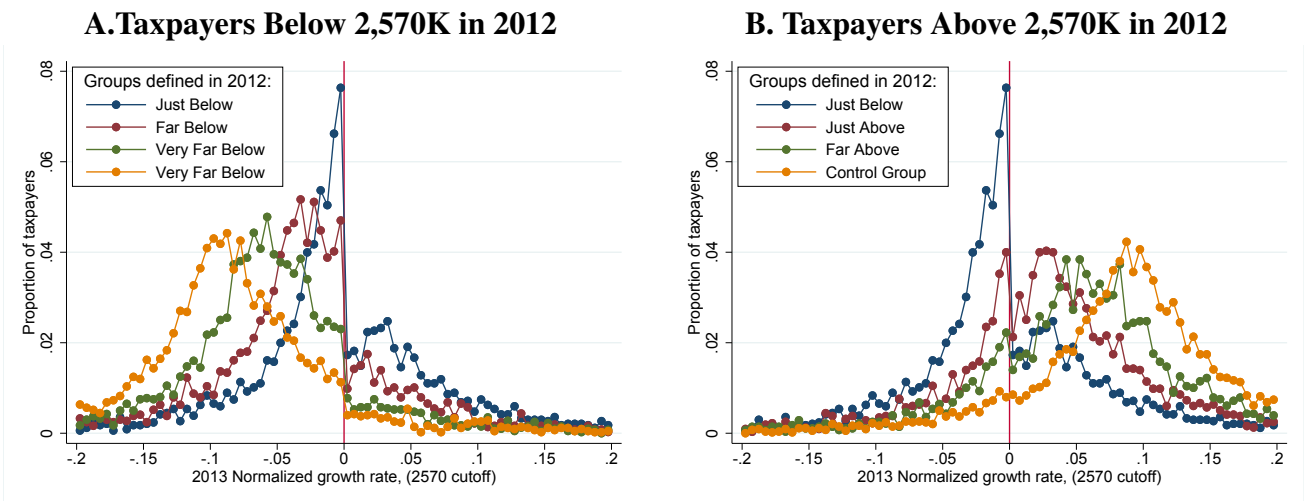 A.Taxpayers Below 2,570K in 2012
Groups defined in 2012:
Just Below
Far Below
Very Far Below
Very Far Below
Proportion of taxpayers
0 .02 .04 .06 .08
-.2 -.15 -.1 -.05 0 .05 .1 .15 .2
2013 Normalized growth rate, (2570 cutoff)
B. Taxpayers Above 2,570K in 2012
Groups defined in 2012:
Just Below
Just Above
Far Above
Control Group
Proportion of taxpayers
0 .02 .04 .06 .08
-.2 -.15 -.1 -.05 0 .05 .1 .15 .2
2013 Normalized growth rate, (2570 cutoff)